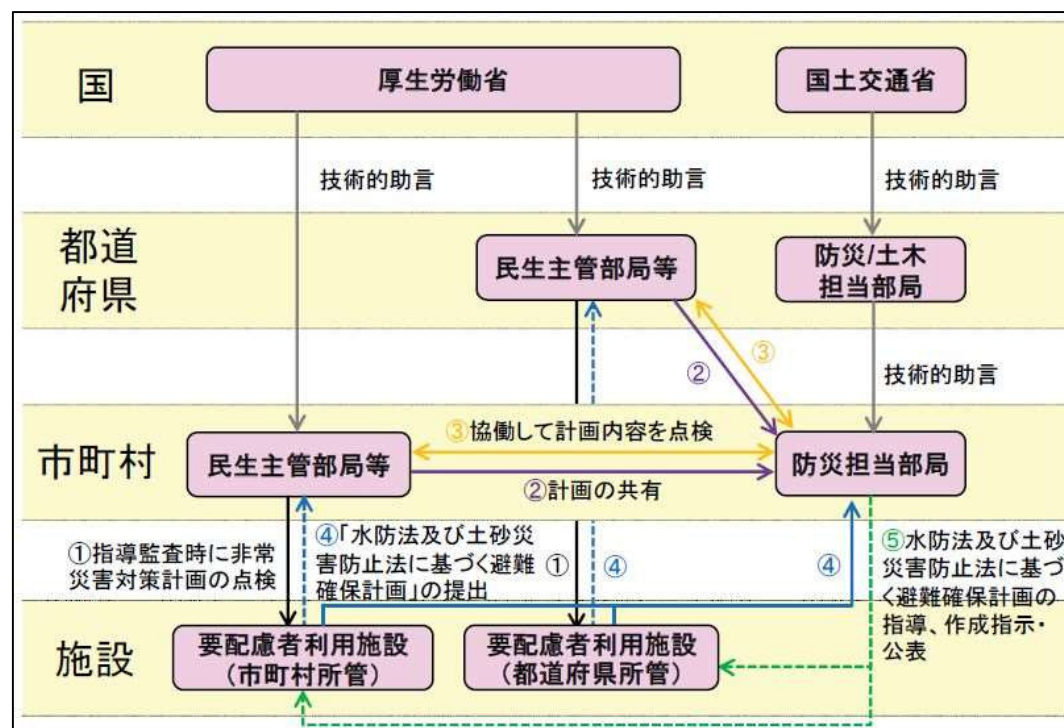 国
厚生労働省
国土交通省
技術的助言
技術的助言
技術的助言
都道
府県
民生主管部局等
防災/土木
担当部局
③
②
技術的助言
市町村
民生主管部局等
③協働して計画内容を点検
②計画の共有
防災担当部局
①指導監査時に非常
災害対策計画の点検
④「水防法及び土砂災
害防止法に基づく避難
確保計画」の提出
①
④
④
⑤水防法及び土砂
災害防止法に基づ
く避難確保計画の
指導、作成指示・
公表
施設
要配慮者利用施設
(市町村所管)
要配慮者利用施設
(都道府県所管)